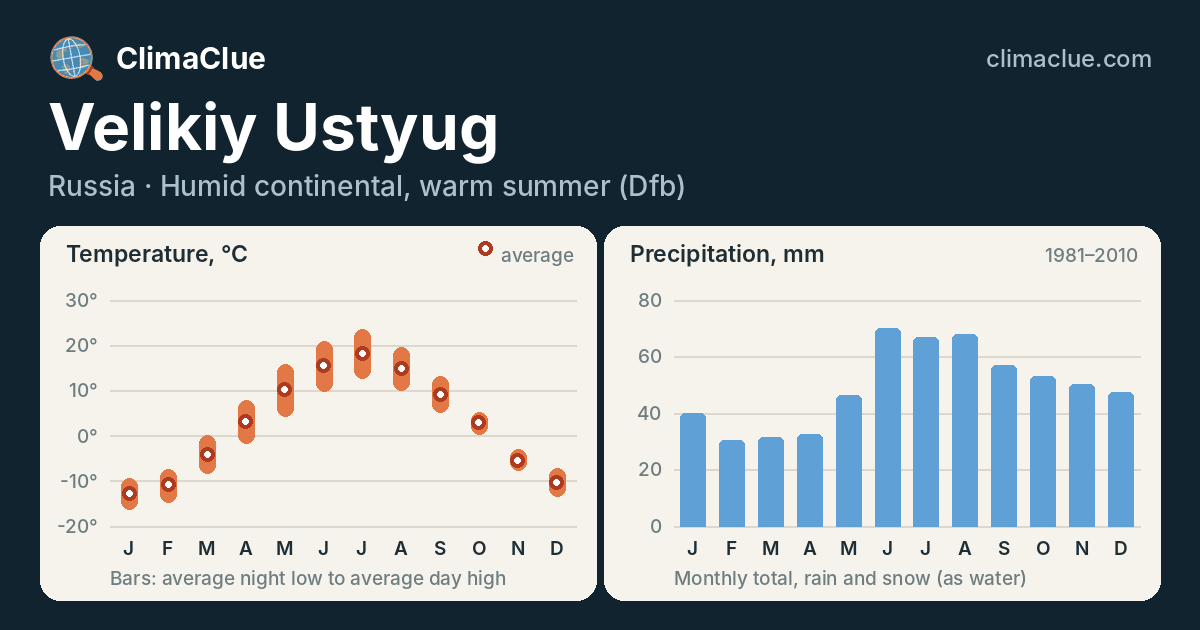 ClimaClue
climaclue.com
Velikiy Ustyug
Russia · Humid continental, warm summer (Dfb)
Temperature, °C
average
30°
20°
10°
0°
-10°
-20°
J F M A M J J A S O N D
Bars: average night low to average day high
Precipitation, mm
1981–2010
80
60
40
20
0
J F M A M J J A S O N D
Monthly total, rain and snow (as water)